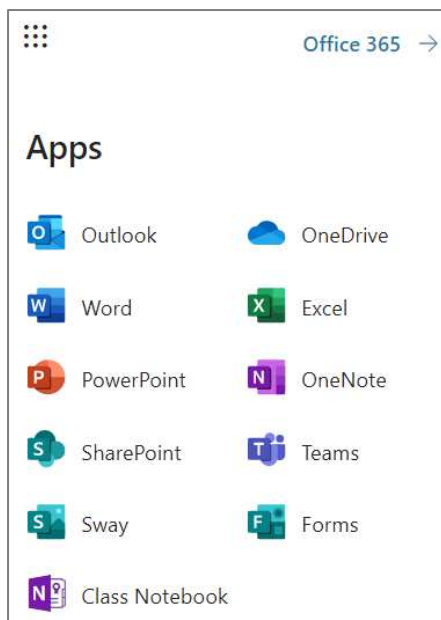 Office 365 →
Apps
Outlook
OneDrive
Word
Excel
PowerPoint
OneNote
SharePoint
Teams
Sway
Forms
Class Notebook